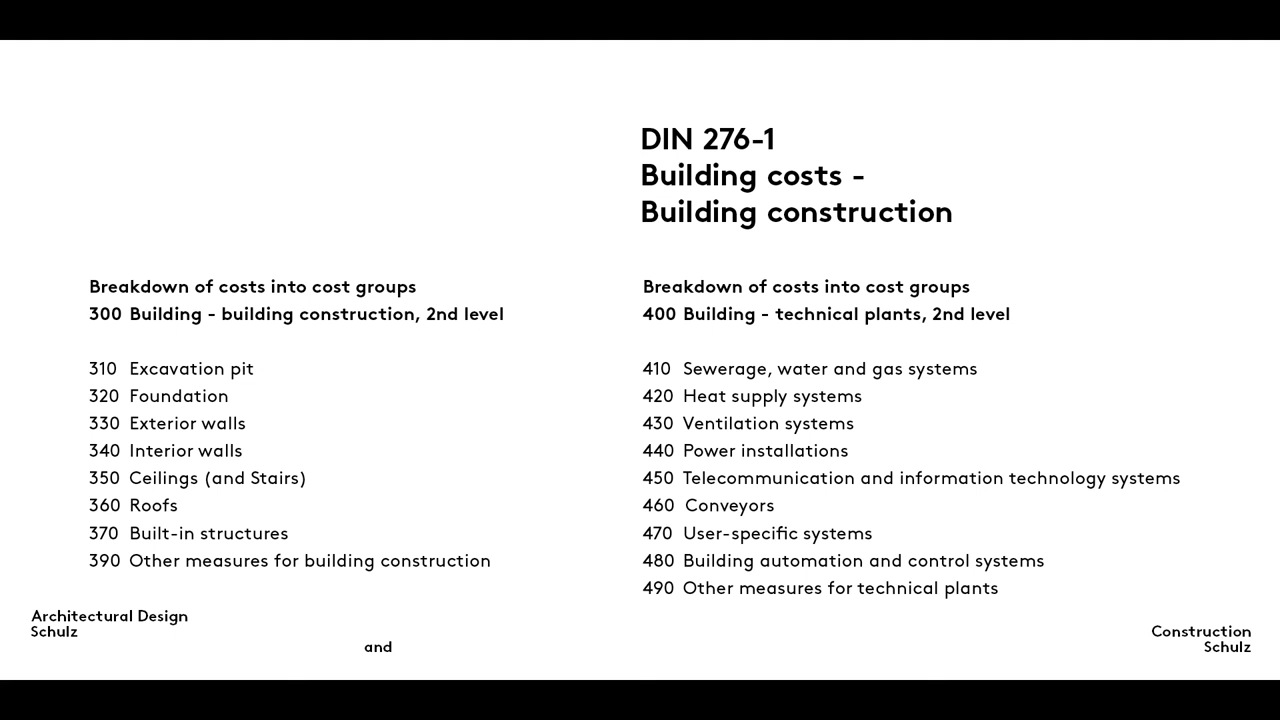 DIN 276-1
Building costs -
Building construction
Breakdown of costs into cost groups
300 Building - building construction, 2nd level
310 Excavation pit
320 Foundation
330 Exterior walls
340 Interior walls
350 Ceilings (and Stairs)
360 Roofs
370 Built-in structures
390 Other measures for building construction
Breakdown of costs into cost groups
400 Building - technical plants, 2nd level
410 Sewerage, water and gas systems
420 Heat supply systems
430 Ventilation systems
440 Power installations
450 Telecommunication and information technology systems
460 Conveyors
470 User-specific systems
480 Building automation and control systems
490 Other measures for technical plants
Architectural Design
Schulz
and
Construction
Schulz